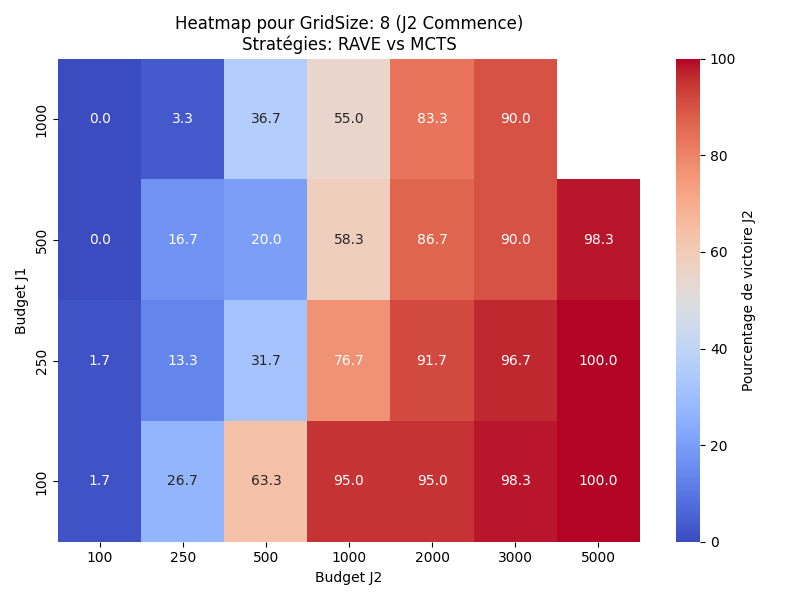 Heatmap pour GridSize: 8 (J2 Commence)
Stratégies: RAVE vs MCTS
Budget J1
1000
0.0 3.3 36.7 55.0 83.3 90.0
500
0.0 16.7 20.0 58.3 86.7 90.0 98.3
250
1.7 13.3 31.7 76.7 91.7 96.7 100.0
100
1.7 26.7 63.3 95.0 95.0 98.3 100.0
100 250 500 1000 2000 3000 5000
Budget J2
100
80
60
40
20
0
Pourcentage de victoire J2